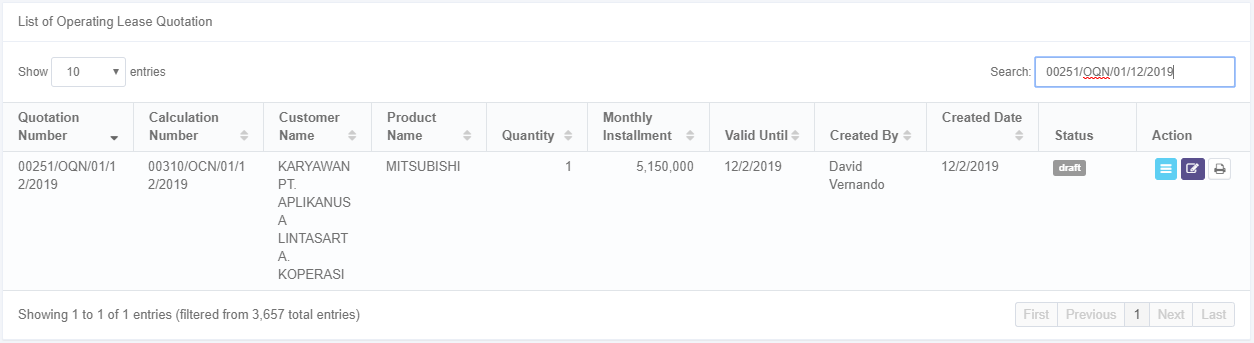 List of Operating Lease Quotation
Show 10 entries
Search: 00251/OQN/01/12/2019
Quotation Number
Calculation Number
Customer Name
Product Name
Quantity
Monthly Installment
Valid Until
Created By
Created Date
Status
Action
00251/OQN/01/1
2/2019
00310/OCN/01/1
2/2019
KARYAWAN
PT.
APLIKANUS
A
LINTASART
A.
KOPERASI
MITSUBISHI
1
5,150,000
12/2/2019
David
Vernando
12/2/2019
draft
Showing 1 to 1 of 1 entries (filtered from 3,657 total entries)
First Previous 1 Next Last